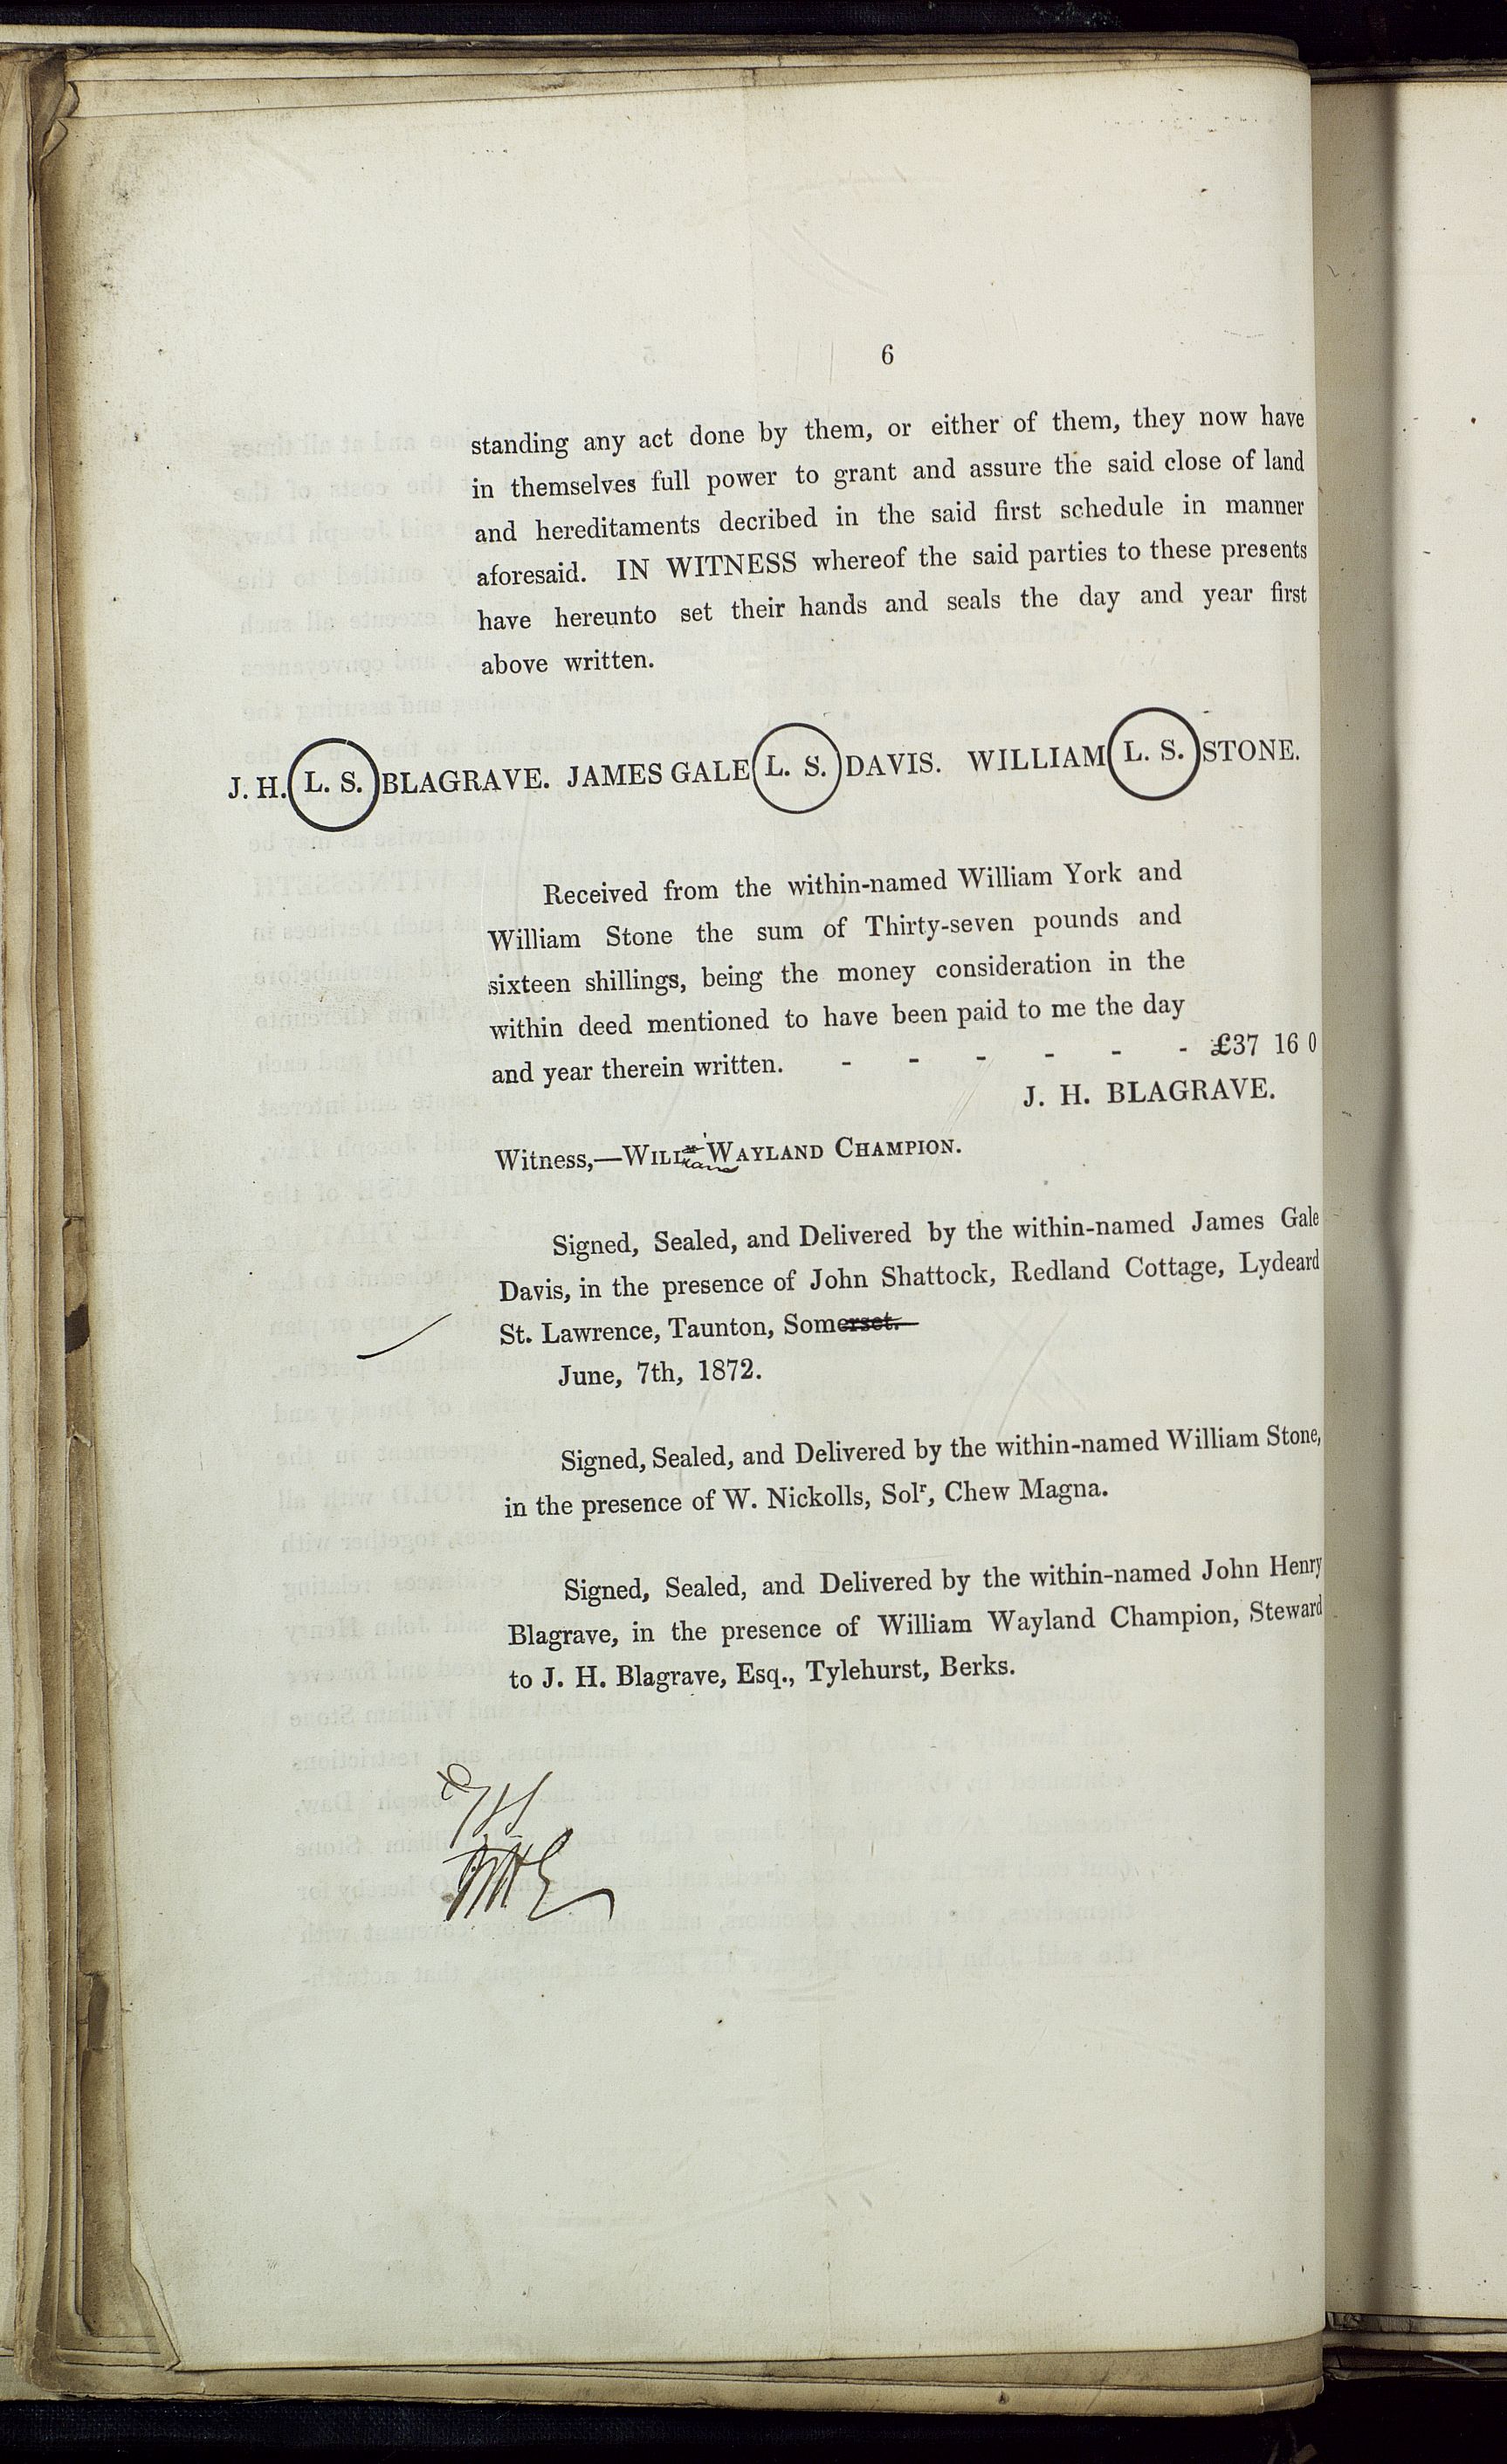 6
standing any act done by them, or either of them, they now have
in themselves full power to grant and assure the said close of land
and hereditaments decribed in the said first schedule in manner
aforesaid. IN WITNESS whereof the said parties to these presents
have hereunto set their hands and seals the day and year first
above written.
J. H. L. S. BLAGRAVE. JAMES GALE L. S. DAVIS. WILLIAM L. S. STONE.
Received from the within-named William York and
William Stone the sum of Thirty-seven pounds and
sixteen shillings, being the money consideration in the
within deed mentioned to have been paid to me the day
and year therein written. - - - - - - £37 16 0
J. H. BLAGRAVE.
Witness,—WILL WAYLAND CHAMPION.
Signed, Sealed, and Delivered by the within-named James Gale
Davis, in the presence of John Shattock, Redland Cottage, Lydeard
St. Lawrence, Taunton, Somerset.
June, 7th, 1872.
Signed, Sealed, and Delivered by the within-named William Stone,
in the presence of W. Nickolls, Solr, Chew Magna.
Signed, Sealed, and Delivered by the within-named John Henry
Blagrave, in the presence of William Wayland Champion, Steward
to J. H. Blagrave, Esq., Tylehurst, Berks.